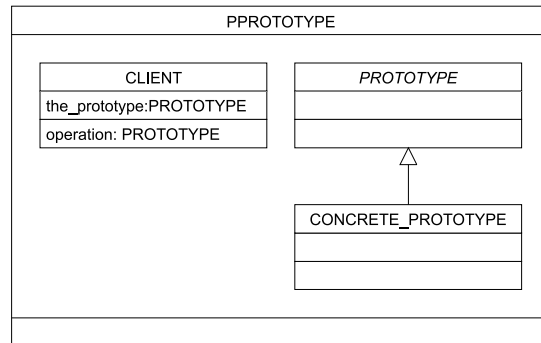 PPROTOTYPE
CLIENT
the_prototype:PROTOTYPE
operation: PROTOTYPE
PROTOTYPE
CONCRETE_PROTOTYPE